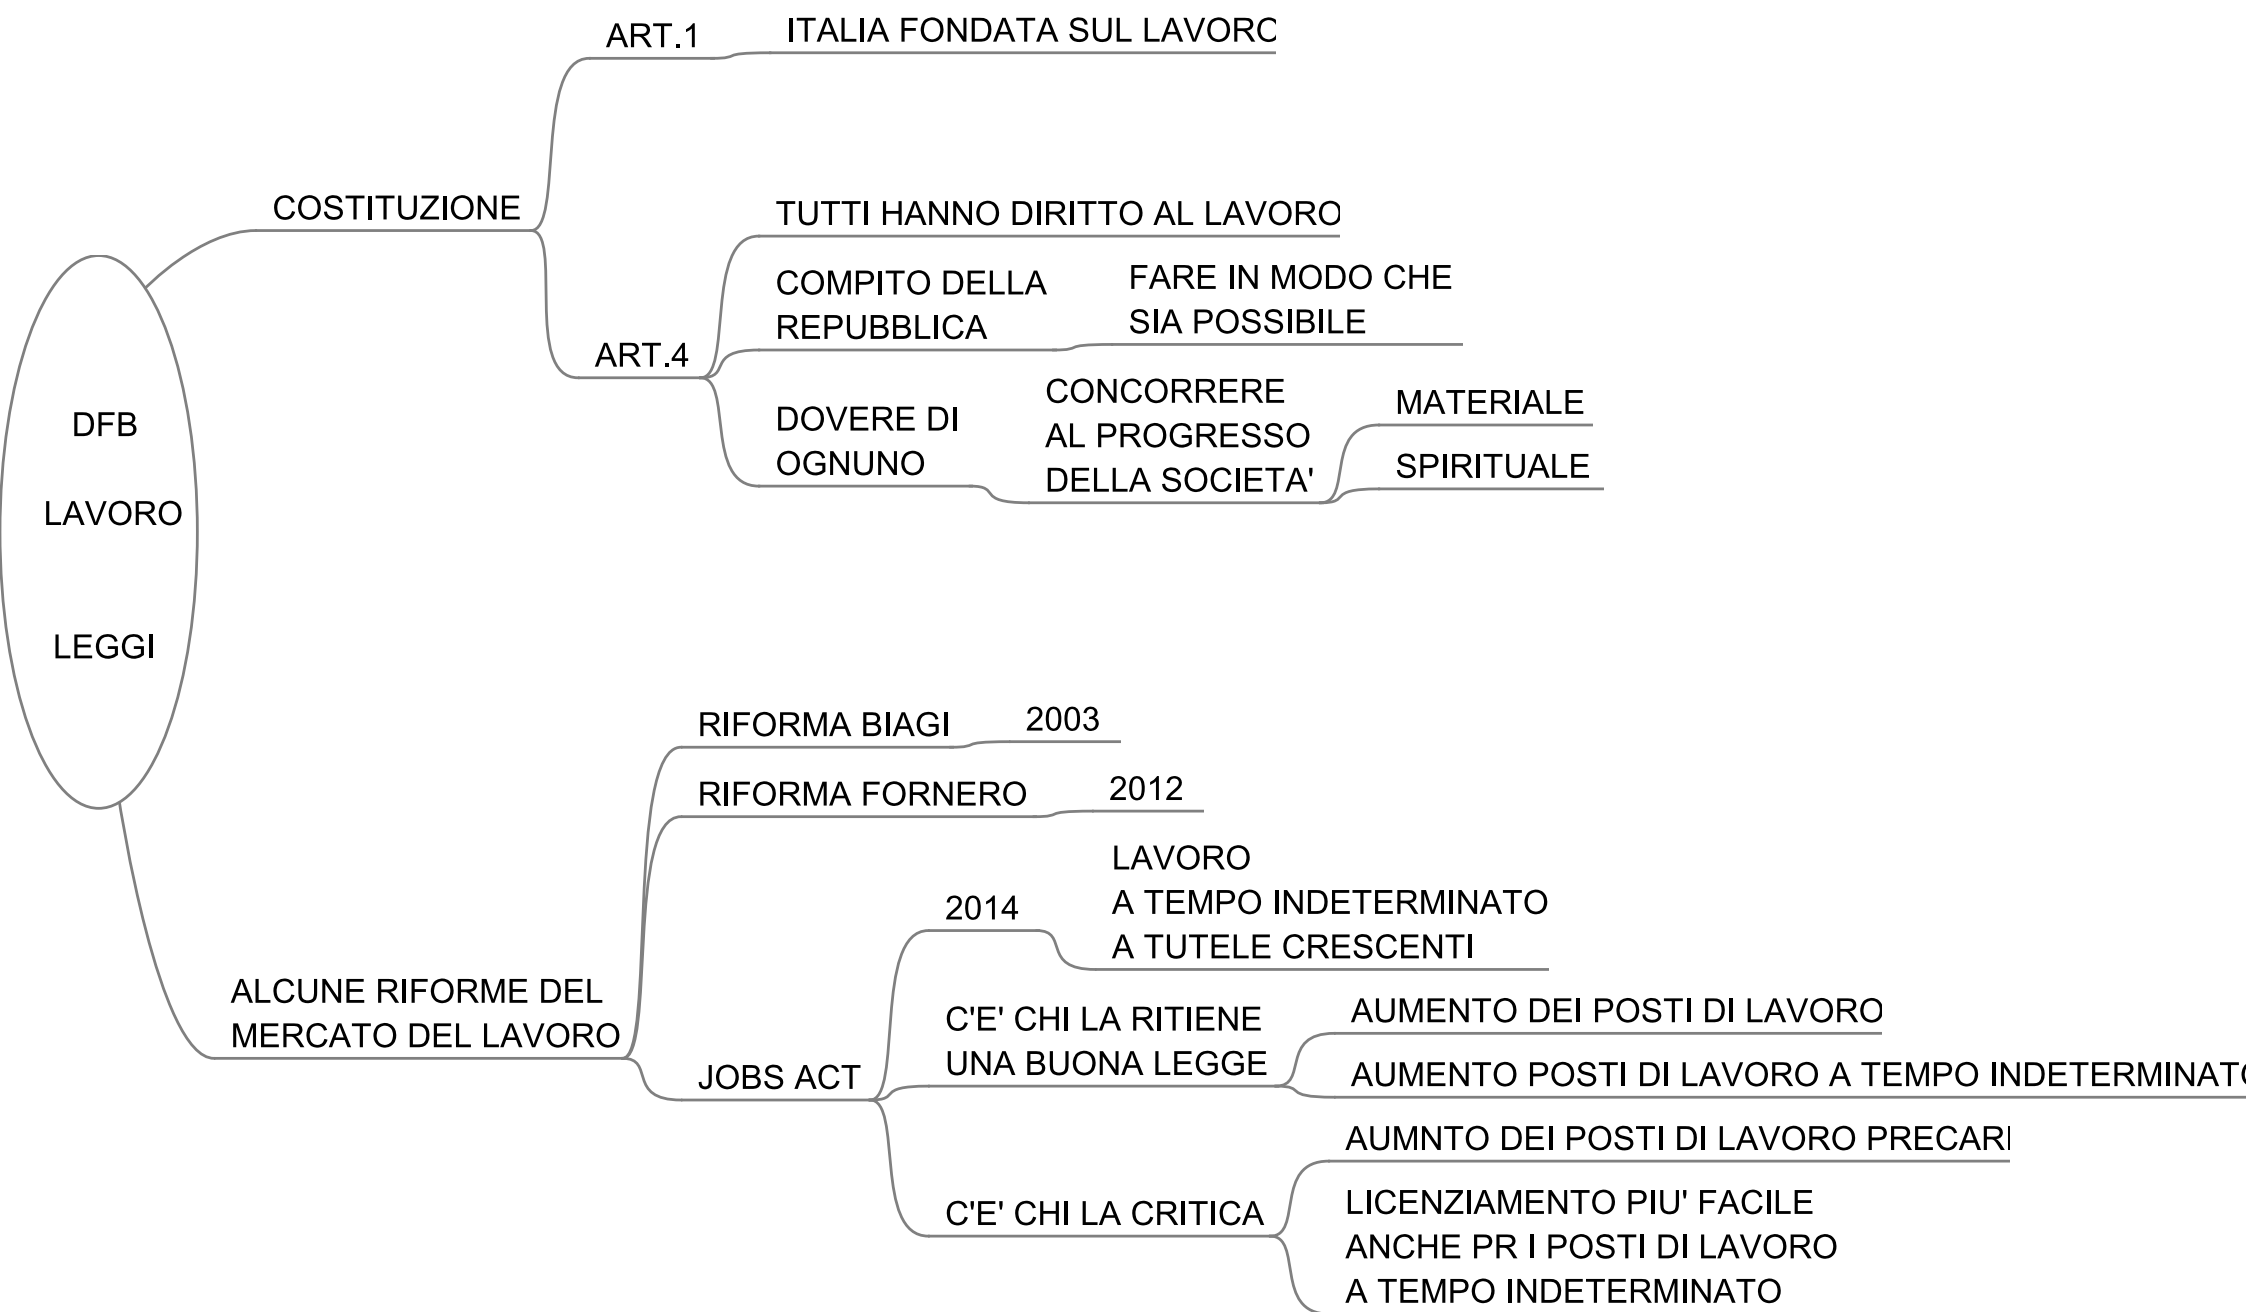 DFB
LAVORO
LEGGI
COSTITUZIONE
ART.1
ITALIA FONDATA SUL LAVORO
ART.4
TUTTI HANNO DIRITTO AL LAVORO
COMPITO DELLA
REPUBBLICA
FARE IN MODO CHE
SIA POSSIBILE
DOVERE DI
OGNUNO
CONCORRERE
AL PROGRESSO
DELLA SOCIETA'
MATERIALE
SPIRITUALE
ALCUNE RIFORME DEL
MERCATO DEL LAVORO
RIFORMA BIAGI
2003
RIFORMA FORNERO
2012
JOBS ACT
2014
LAVORO
A TEMPO INDETERMINATO
A TUTELE CRESCENTI
C'E' CHI LA RITIENE
UNA BUONA LEGGE
AUMENTO DEI POSTI DI LAVORO
AUMENTO POSTI DI LAVORO A TEMPO INDETERMINATO
C'E' CHI LA CRITICA
AUMNTO DEI POSTI DI LAVORO PRECARI
LICENZIAMENTO PIU' FACILE
ANCHE PR I POSTI DI LAVORO
A TEMPO INDETERMINATO